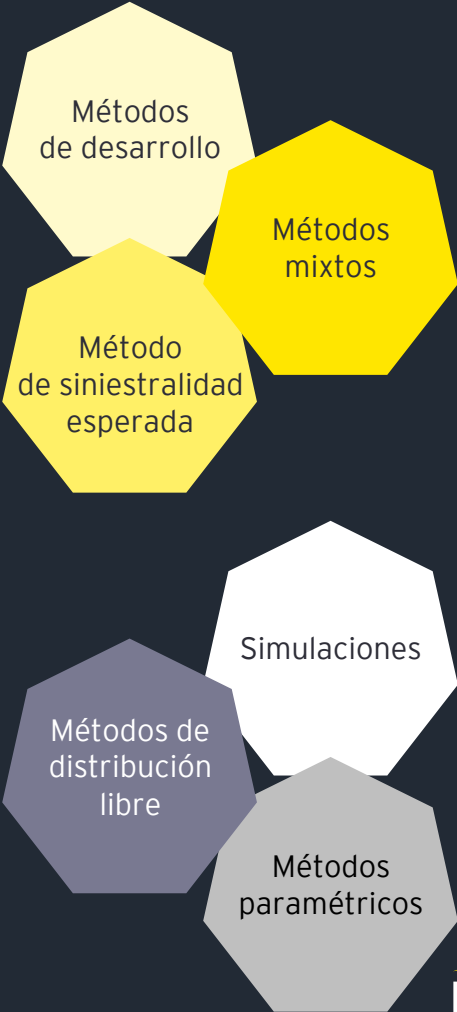 Métodos
de desarrollo
Métodos
mixtos
Método
de siniestralidad
esperada
Simulaciones
Métodos de
distribución
libre
Métodos
paramétricos